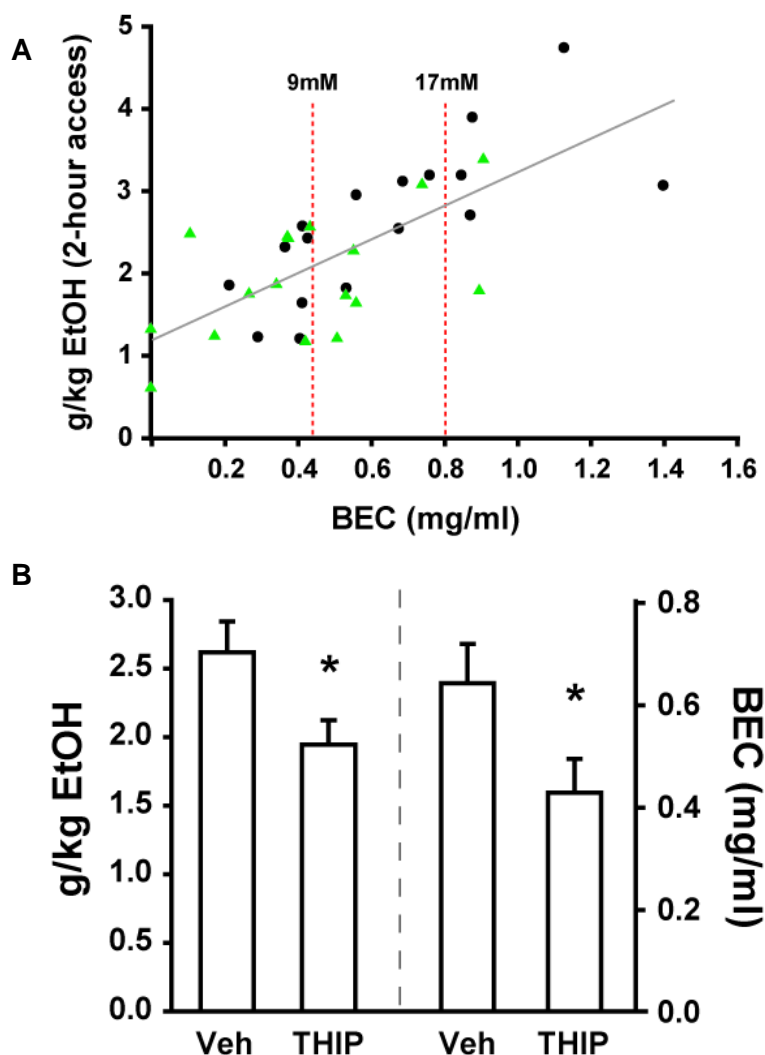 A
g/kg EtOH (2-hour access)
5
4
3
2
1
0
9mM 17mM
0.2 0.4 0.6 0.8 1.0 1.2 1.4 1.6
BEC (mg/ml)
B
g/kg EtOH
3.0
2.5
2.0
1.5
1.0
0.5
0.0
* *
0.8
0.6
0.4
0.2
0.0
BEC (mg/ml)
Veh THIP Veh THIP